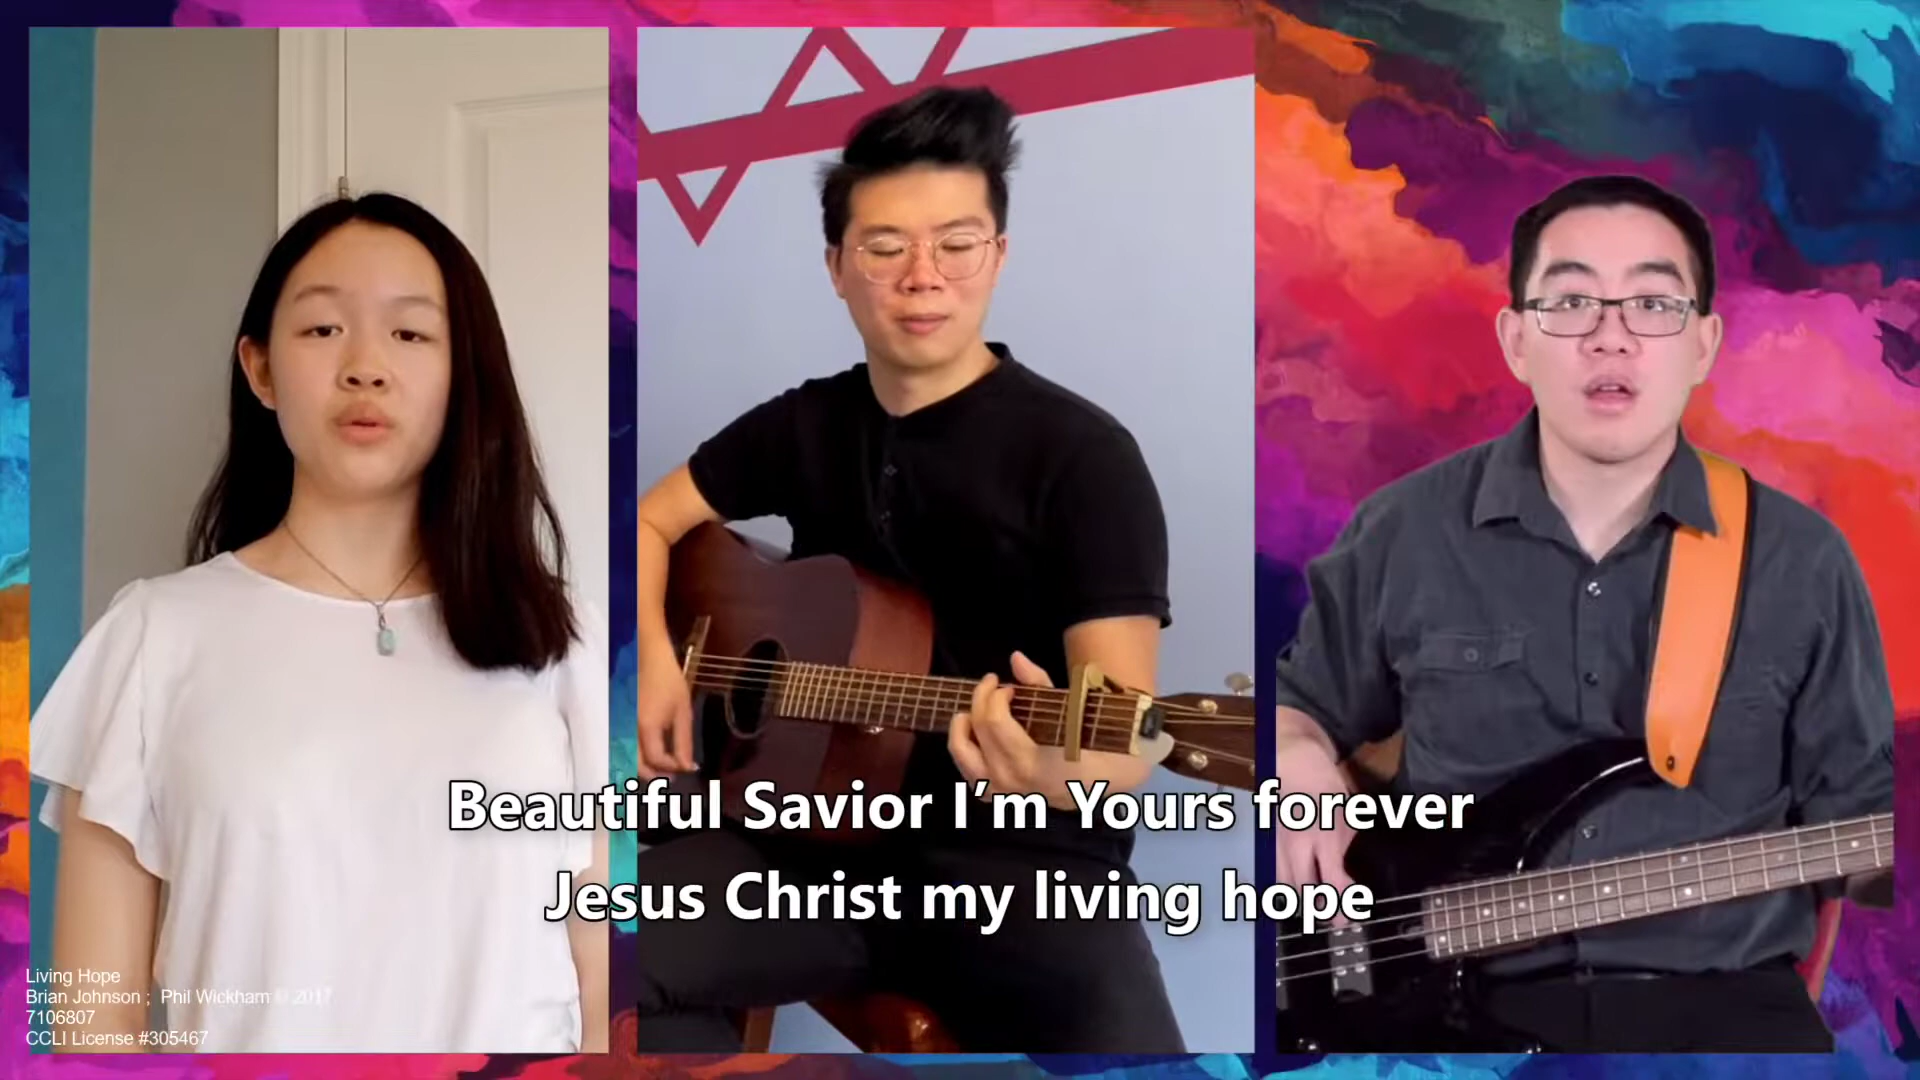 Beautiful Savior I'm Yours forever
Jesus Christ my living hope
Living Hope
Brian Johnson ; Phil Wickham © 2017
7106807
CCLI License #305467